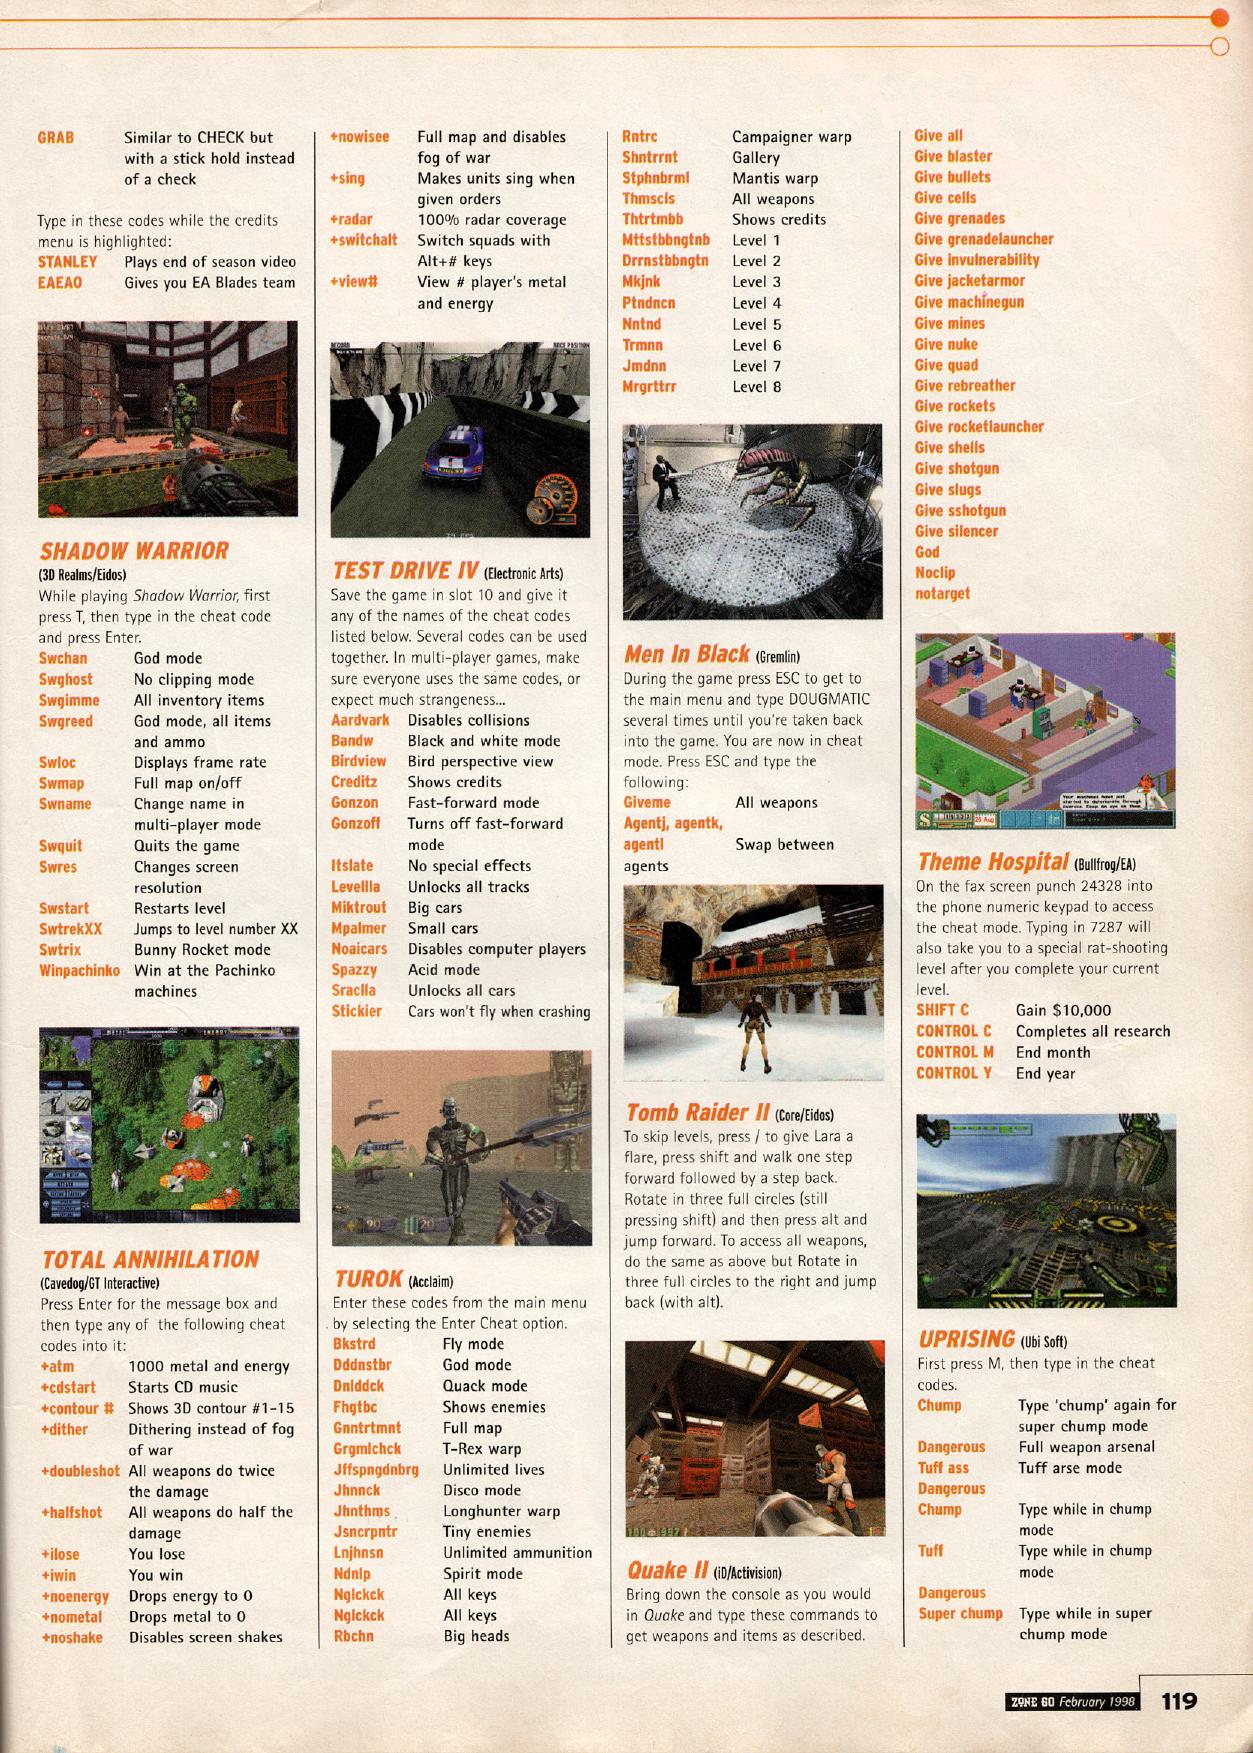 GRAB Similar to CHECK but
with a stick hold instead
of a check
Type in these codes while the credits
menu is highlighted:
STANLEY Plays end of season video
EAEAO Gives you EA Blades team
SHADOW WARRIOR
(3D Realms/Eidos)
While playing Shadow Warrior, first
press T, then type in the cheat code
and press Enter.
Swchan God mode
Swghost No clipping mode
Swgimme All inventory items
Swgreed God mode, all items
and ammo
Swloc Displays frame rate
Swmap Full map on/off
Swname Change name in
multi-player mode
Swquit Quits the game
Swres Changes screen
resolution
Swstart Restarts level
SwtrekXX Jumps to level number XX
Swtrix Bunny Rocket mode
Winpachinko Win at the Pachinko
machines
TOTAL ANNIHILATION
(Cavedog/GT Interactive)
Press Enter for the message box and
then type any of the following cheat
codes into it:
+atm 1000 metal and energy
+cdstart Starts CD music
+contour # Shows 3D contour #1-15
+dither Dithering instead of fog
of war
+doubleshot All weapons do twice
the damage
+halfshot All weapons do half the
damage
+ilose You lose
+iwin You win
+noenergy Drops energy to 0
+nometal Drops metal to 0
+noshake Disables screen shakes
+nowisee Full map and disables
fog of war
+sing Makes units sing when
given orders
+radar 100% radar coverage
+switchalt Switch squads with
Alt+# keys
+view# View # player's metal
and energy
RECORD RACE POSITION
TEST DRIVE IV (Electronic Arts)
Save the game in slot 10 and give it
any of the names of the cheat codes
listed below. Several codes can be used
together. In multi-player games, make
sure everyone uses the same codes, or
expect much strangeness...
Aardvark Disables collisions
Bandw Black and white mode
Birdview Bird perspective view
Creditz Shows credits
Gonzon Fast-forward mode
Gonzoff Turns off fast-forward
mode
Itslate No special effects
Levellla Unlocks all tracks
Miktrout Big cars
Mpalmer Small cars
Noaicars Disables computer players
Spazzy Acid mode
Sraclla Unlocks all cars
Stickier Cars won't fly when crashing
90 20
TUROK (Acclaim)
Enter these codes from the main menu
by selecting the Enter Cheat option.
Bkstrd Fly mode
Dddnstbr God mode
Dnlddck Quack mode
Fhgtbc Shows enemies
Gnntrtmnt Full map
Grgmlchck T-Rex warp
Jffspngdnbrg Unlimited lives
Jhnnck Disco mode
Jhnthms Longhunter warp
Jsncrpntr Tiny enemies
Lnjhnsn Unlimited ammunition
Ndnlp Spirit mode
Nglckck All keys
Nglckck All keys
Rbchn Big heads
Rntrc Campaigner warp
Shntrrnt Gallery
Stphnbrml Mantis warp
Thmscls All weapons
Thtrtmbb Shows credits
Mttstbbngtnb Level 1
Drrnstbbngtn Level 2
Mkjnk Level 3
Ptndncn Level 4
Nntnd Level 5
Trmnn Level 6
Jmdnn Level 7
Mrgrttrr Level 8
Men In Black (Gremlin)
During the game press ESC to get to
the main menu and type DOUGMATIC
several times until you're taken back
into the game. You are now in cheat
mode. Press ESC and type the
following:
Giveme All weapons
Agentj, agentk,
agentl Swap between
agents
Tomb Raider II (Core/Eidos)
To skip levels, press / to give Lara a
flare, press shift and walk one step
forward followed by a step back.
Rotate in three full circles (still
pressing shift) and then press alt and
jump forward. To access all weapons,
do the same as above but Rotate in
three full circles to the right and jump
back (with alt).
Quake II (iD/Activision)
Bring down the console as you would
in Quake and type these commands to
get weapons and items as described.
Give all
Give blaster
Give bullets
Give cells
Give grenades
Give grenadelauncher
Give invulnerability
Give jacketarmor
Give machinegun
Give mines
Give nuke
Give quad
Give rebreather
Give rockets
Give rocketlauncher
Give shells
Give shotgun
Give slugs
Give sshotgun
Give silencer
God
Noclip
notarget
Theme Hospital (Bullfrog/EA)
On the fax screen punch 24328 into
the phone numeric keypad to access
the cheat mode. Typing in 7287 will
also take you to a special rat-shooting
level after you complete your current
level.
SHIFT C Gain $10,000
CONTROL C Completes all research
CONTROL M End month
CONTROL Y End year
UPRISING (Ubi Soft)
First press M, then type in the cheat
codes.
Chump Type 'chump' again for
super chump mode
Dangerous Full weapon arsenal
Tuff ass Tuff arse mode
Dangerous
Chump Type while in chump
mode
Tuff Type while in chump
mode
Dangerous
Super chump Type while in super
chump mode
ZONE 60 February 1998 119